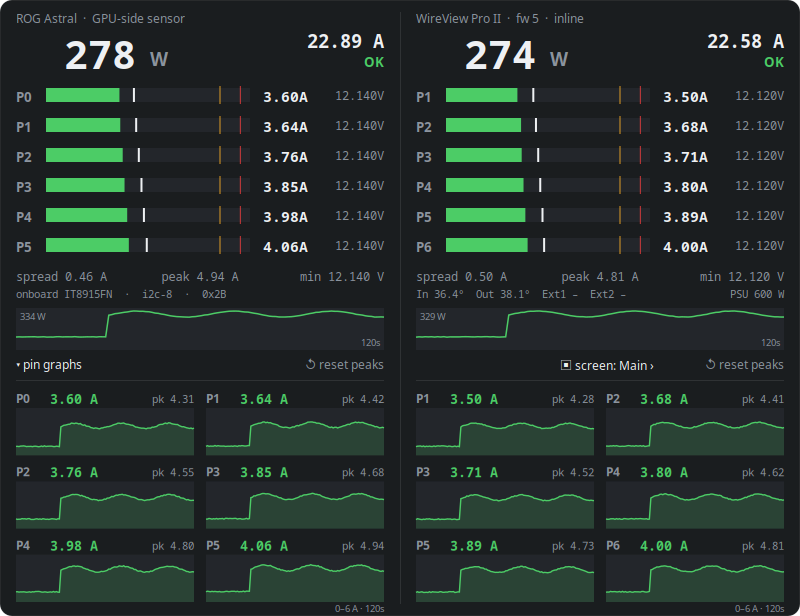 ROG Astral · GPU-side sensor
278 W
22.89 A
OK
P0 3.60A 12.140V
P1 3.64A 12.140V
P2 3.76A 12.140V
P3 3.85A 12.140V
P4 3.98A 12.140V
P5 4.06A 12.140V
spread 0.46 A peak 4.94 A min 12.140 V
onboard IT8915FN · i2c-8 · 0x2B
334 W
120s
▾ pin graphs ↺ reset peaks
P0 3.60 A pk 4.31 P1 3.64 A pk 4.42
P2 3.76 A pk 4.55 P3 3.85 A pk 4.68
P4 3.98 A pk 4.80 P5 4.06 A pk 4.94
0–6 A · 120s
WireView Pro II · fw 5 · inline
274 W
22.58 A
OK
P1 3.50A 12.120V
P2 3.68A 12.120V
P3 3.71A 12.120V
P4 3.80A 12.120V
P5 3.89A 12.120V
P6 4.00A 12.120V
spread 0.50 A peak 4.81 A min 12.120 V
In 36.4° Out 38.1° Ext1 – Ext2 – PSU 600 W
329 W
120s
▣ screen: Main › ↺ reset peaks
P1 3.50 A pk 4.28 P2 3.68 A pk 4.41
P3 3.71 A pk 4.52 P4 3.80 A pk 4.62
P5 3.89 A pk 4.73 P6 4.00 A pk 4.81
0–6 A · 120s